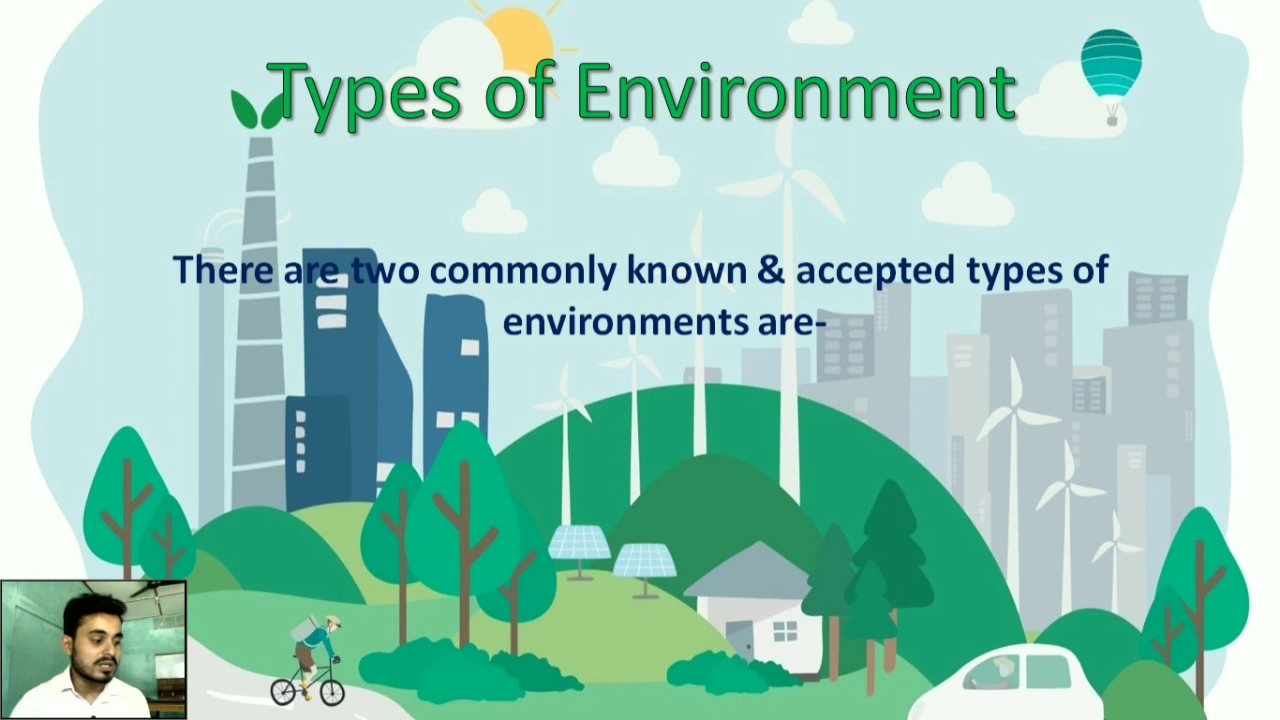 Types of Environment
There are two commonly known & accepted types of
environments are-